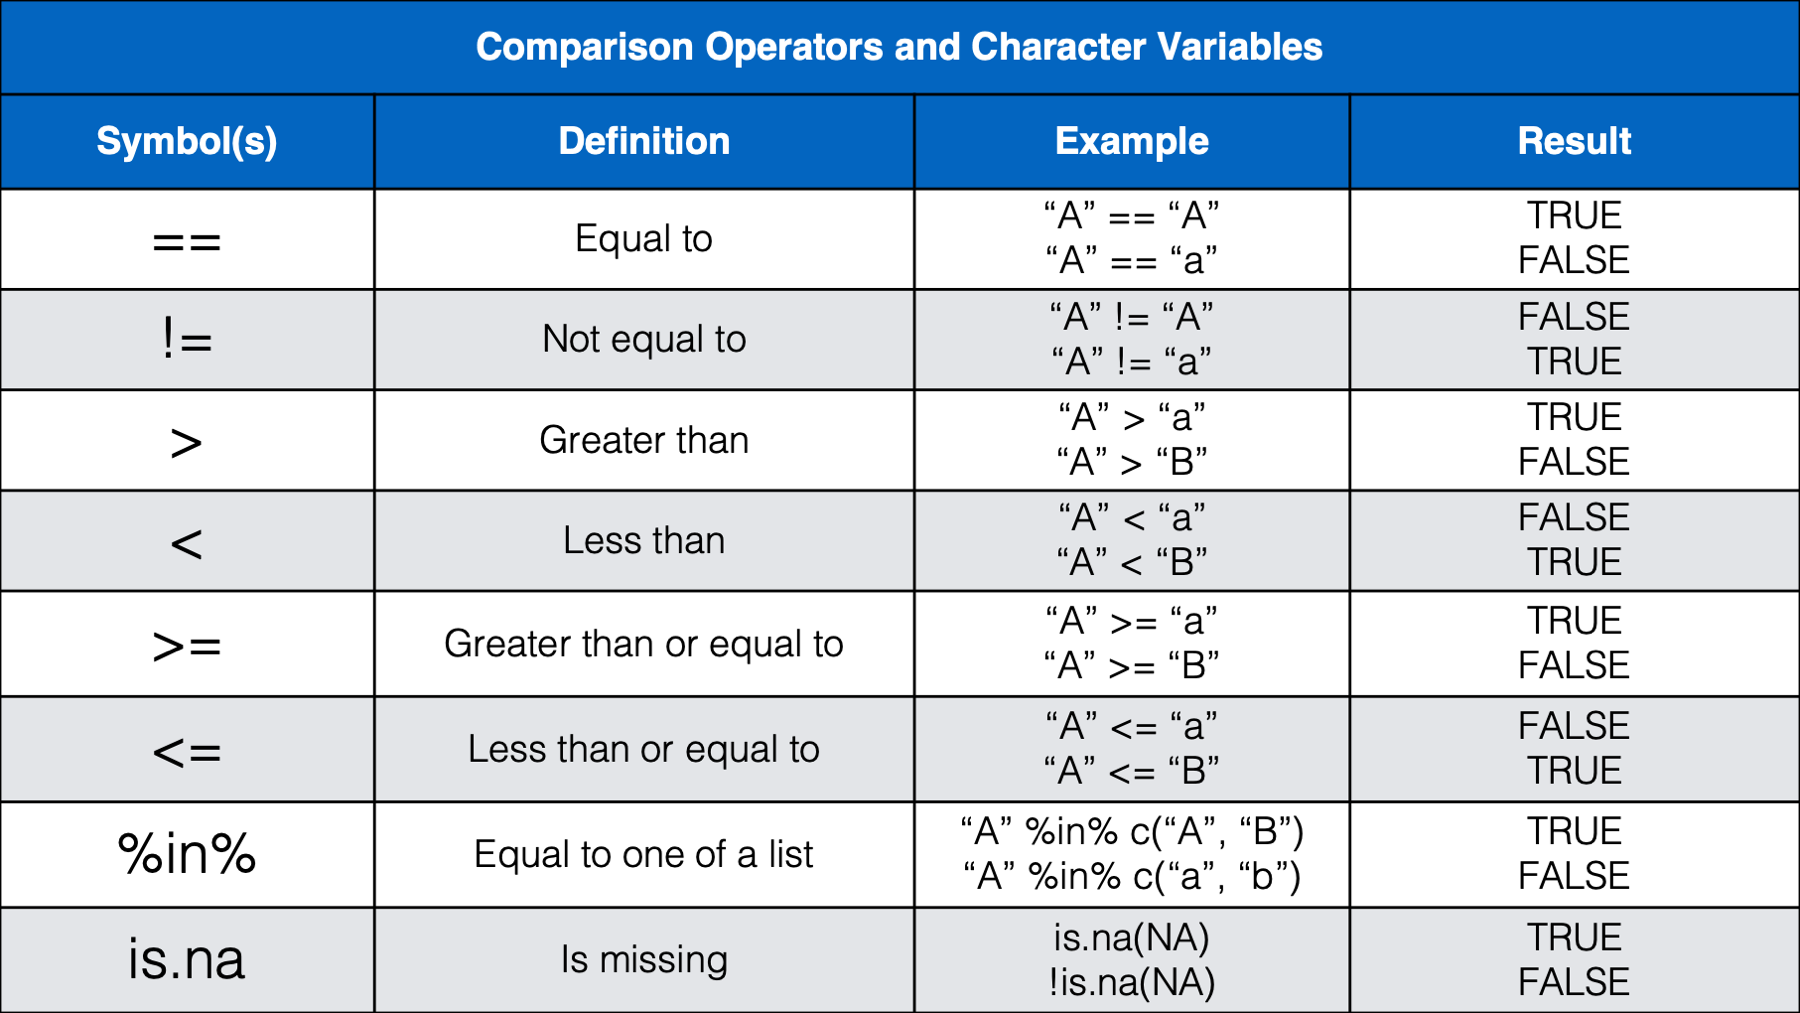 Comparison Operators and Character Variables
Symbol(s) Definition Example Result
== Equal to “A” == “A” TRUE
“A” == “a” FALSE
!= Not equal to “A” != “A” FALSE
“A” != “a” TRUE
> Greater than “A” > “a” TRUE
“A” > “B” FALSE
< Less than “A” < “a” FALSE
“A” < “B” TRUE
>= Greater than or equal to “A” >= “a” TRUE
“A” >= “B” FALSE
<= Less than or equal to “A” <= “a” FALSE
“A” <= “B” TRUE
%in% Equal to one of a list “A” %in% c(“A”, “B”) TRUE
“A” %in% c(“a”, “b”) FALSE
is.na Is missing is.na(NA) TRUE
!is.na(NA) FALSE